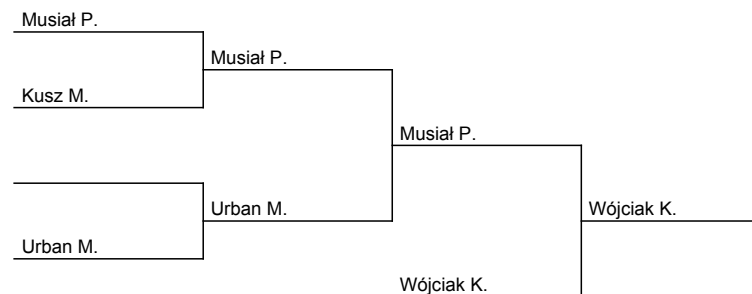 Musiał P.
Musiał P.
Kusz M.
Musiał P.
Urban M.
Wójciak K.
Urban M.
Wójciak K.